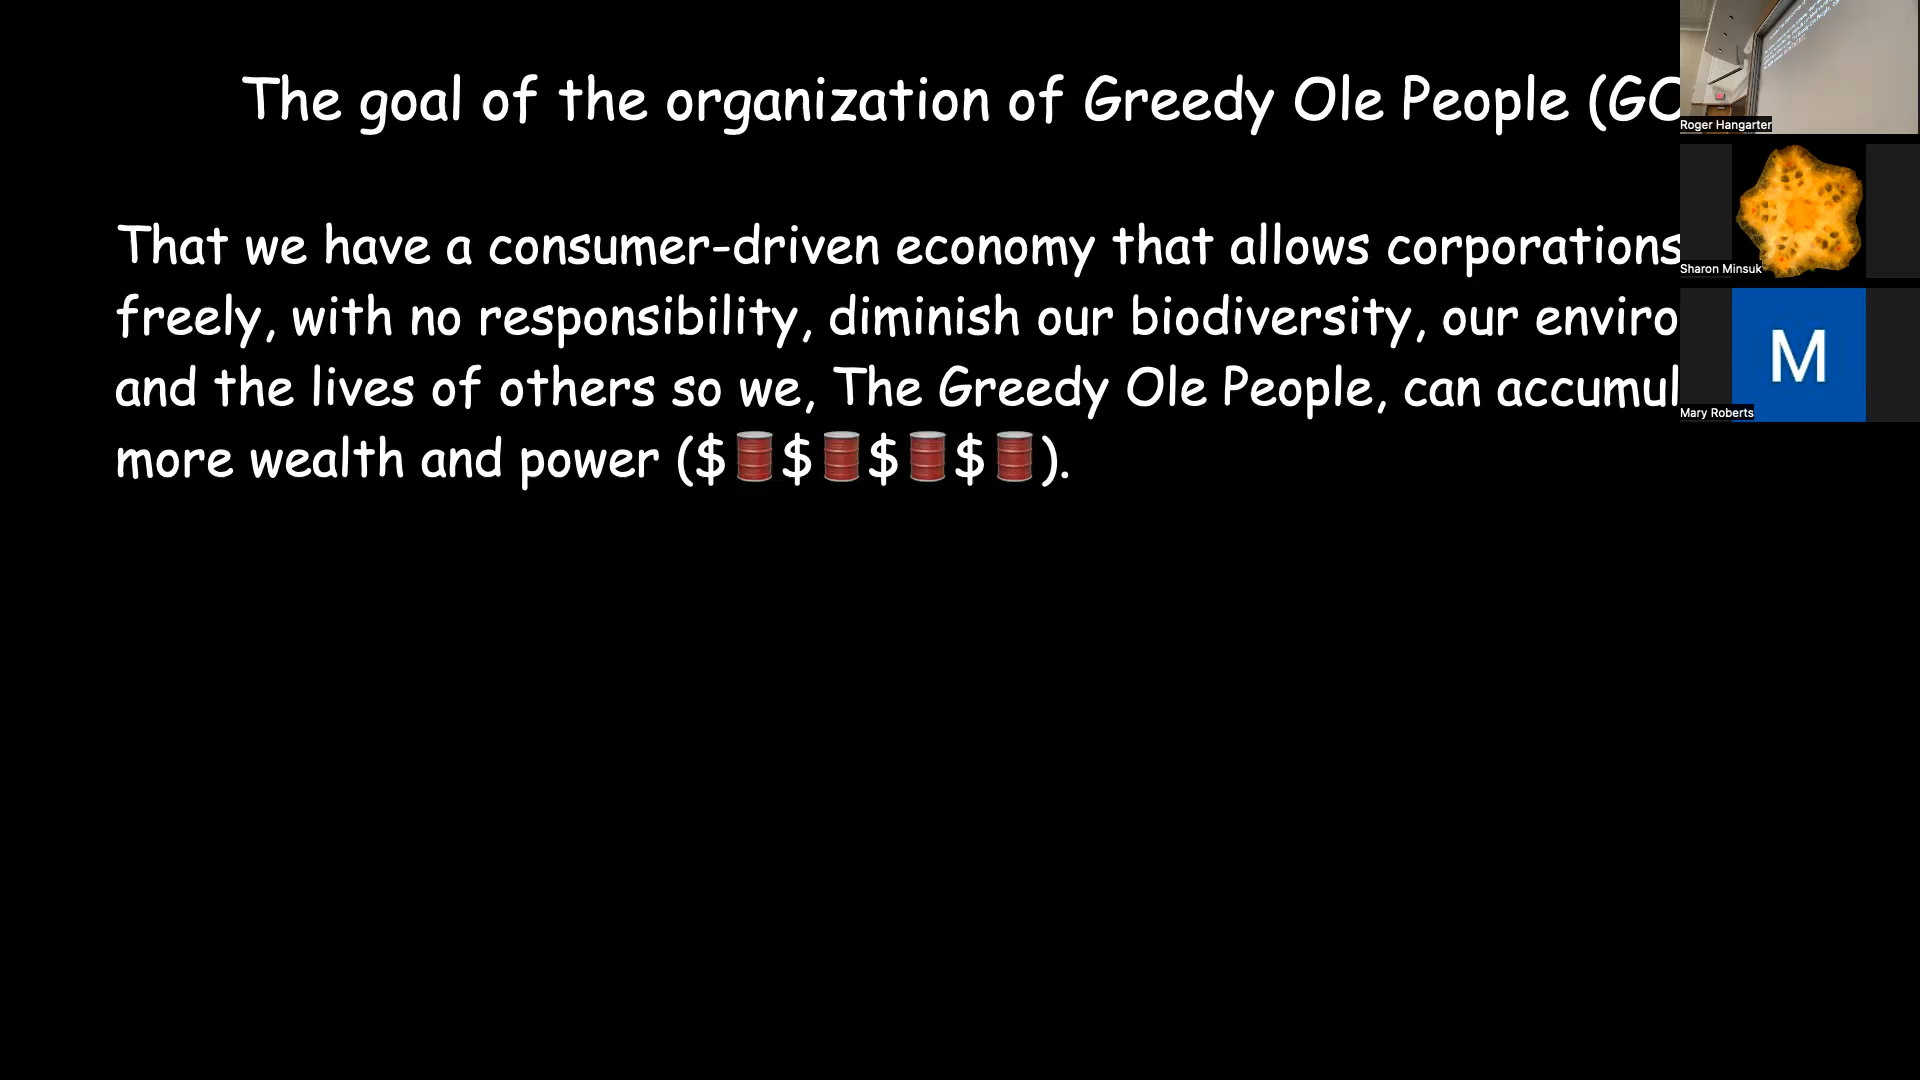 The goal of the organization of Greedy Ole People (GO
That we have a consumer-driven economy that allows corporations
freely, with no responsibility, diminish our biodiversity, our enviro
and the lives of others so we, The Greedy Ole People, can accumul
more wealth and power ($🛢$🛢$🛢$🛢).
Roger Hangarter
Sharon Minsuk
M
Mary Roberts